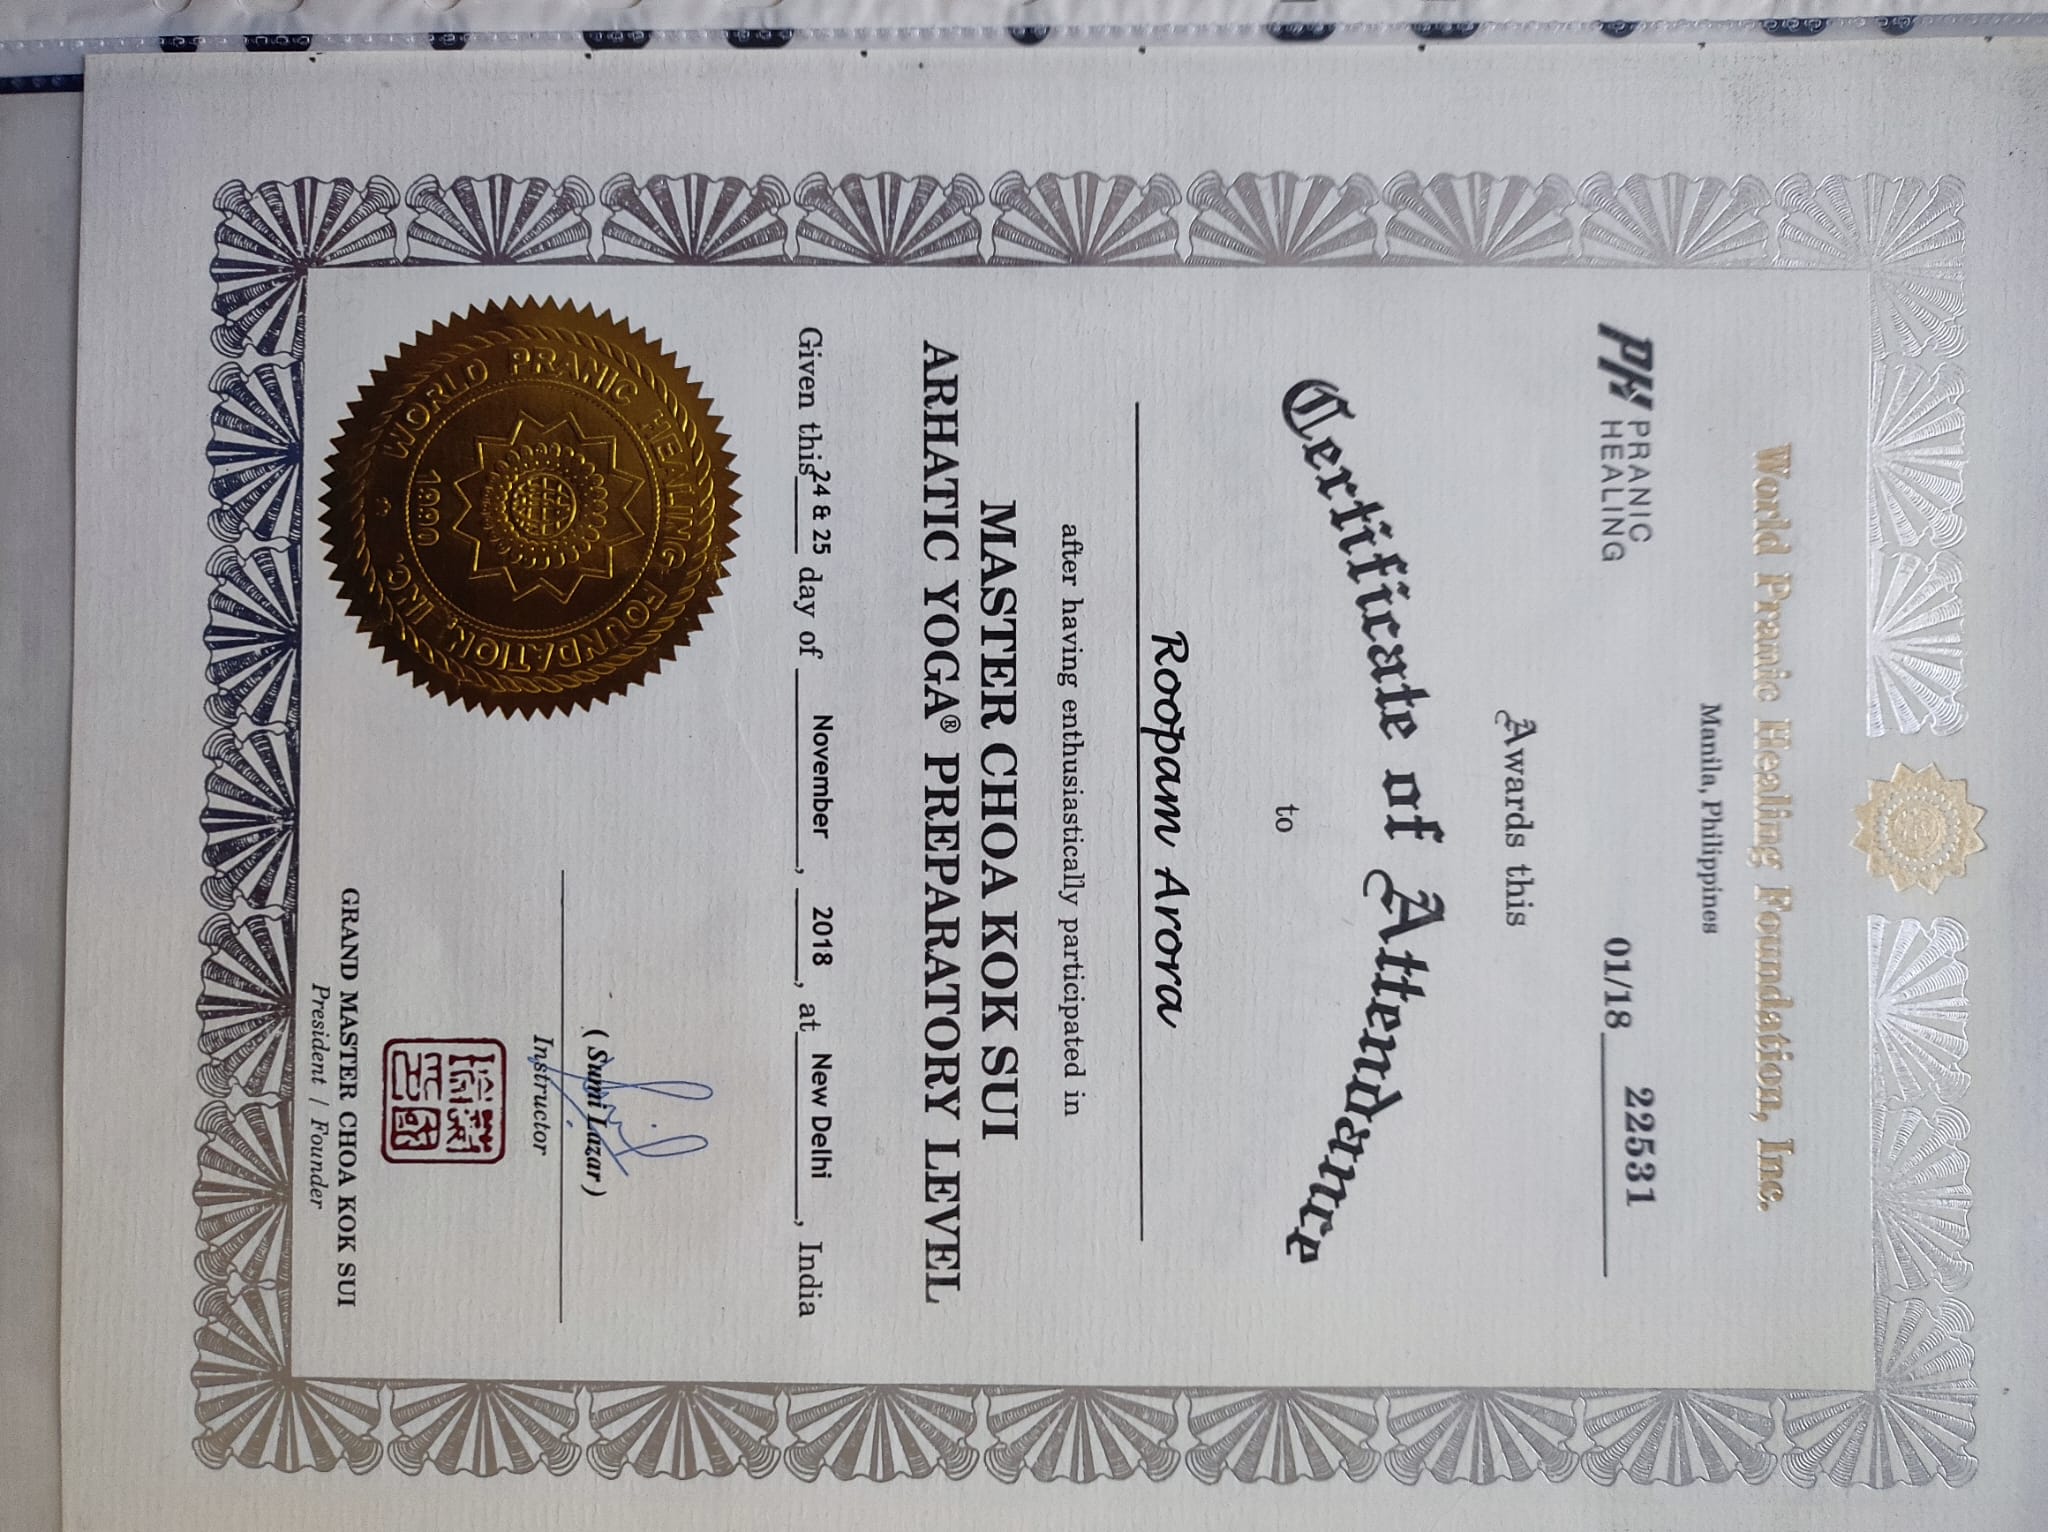 World Pranic Healing Foundation, Inc.
Manila, Philippines
PH PRANIC
HEALING
01/18 22531
Awards this
Certificate of Attendance
to
Roopam Arora
after having enthusiastically participated in
MASTER CHOA KOK SUI
ARHATIC YOGA® PREPARATORY LEVEL
Given this 24 & 25 day of November, 2018, at New Delhi, India
WORLD PRANIC HEALING FOUNDATION, INC.
1990
(Sumi Lazar)
Instructor
GRAND MASTER CHOA KOK SUI
President / Founder